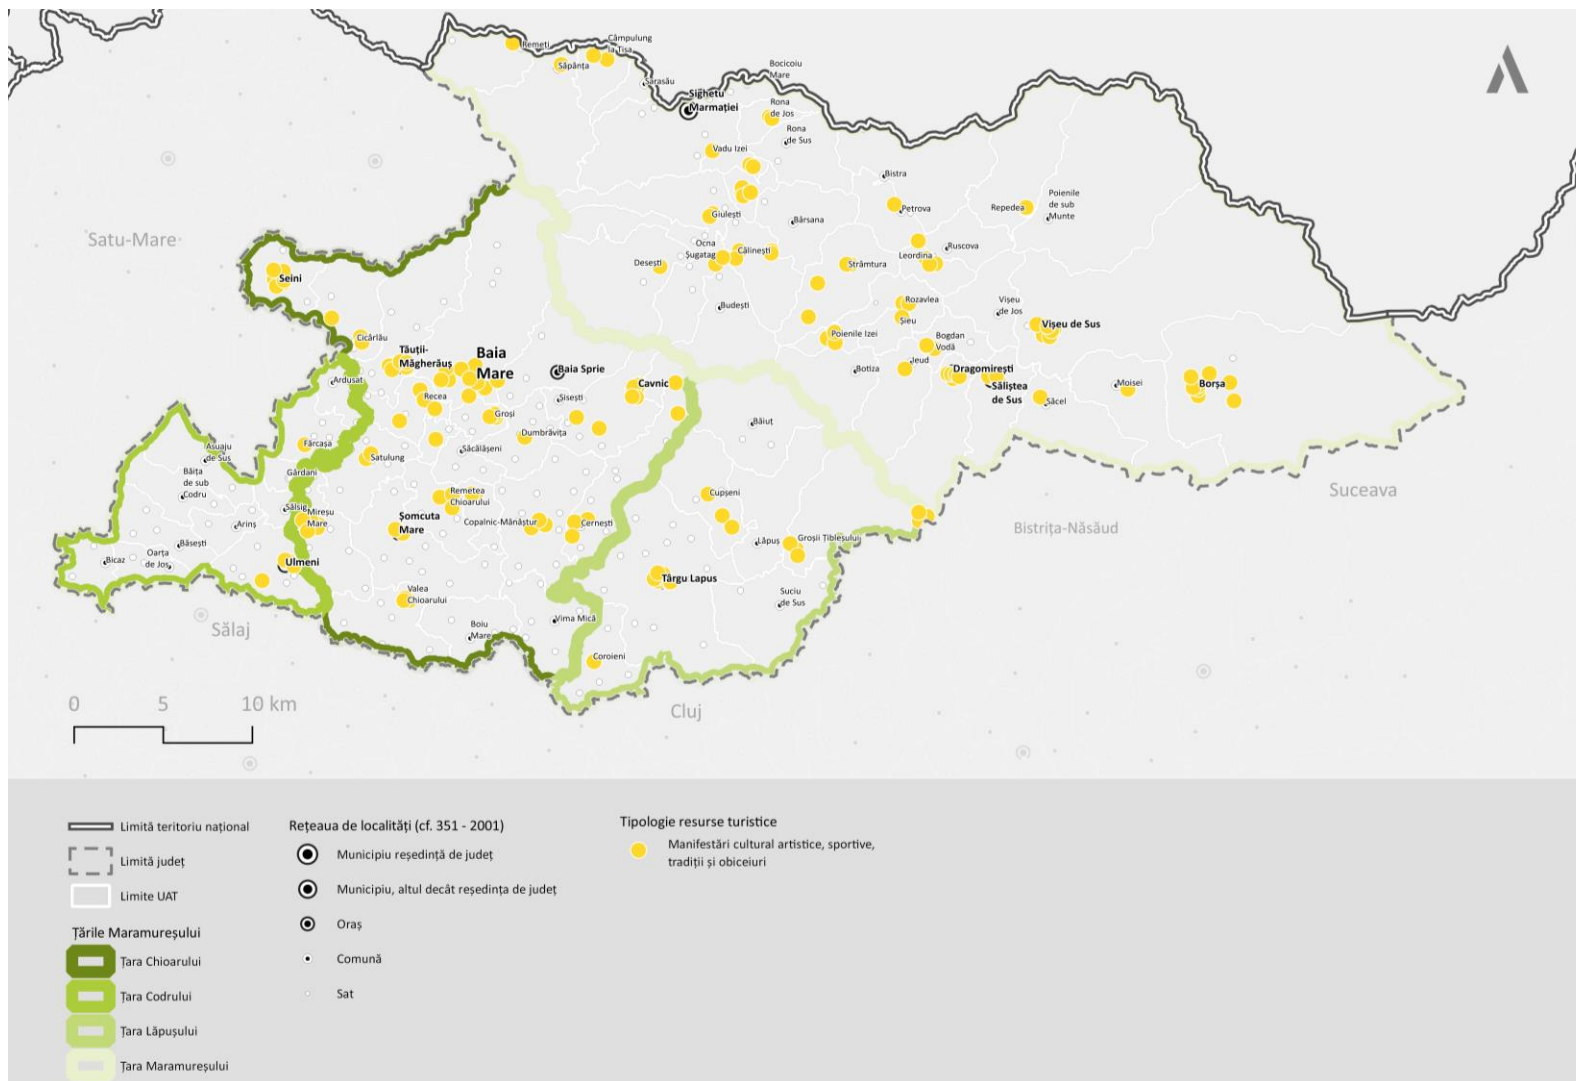 Remeți
Câmpulung
la Tisa
Săpânța
Sarasău
Bocicoiu
Mare
Sighetu
Marmației
Rona
de Jos
Rona
de Sus
Vadu Izei
Bistra
Giulești
Bârsana
Petrova
Repedea
Poienile
de sub
Munte
Satu-Mare
Ocna
Șugatag
Călinești
Desești
Ruscova
Leordina
Strâmtura
Seini
Budești
Rozavlea
Șieu
Vișeu
de Jos
Vișeu de Sus
Cicârlău
Poienile Izei
Bogdan
Vodă
Tăuții-
Măgherăuș
Baia
Mare
Baia Sprie
Ieud
Botiza
Dragomirești
Săliștea
de Sus
Ardusat
Cavnic
Moisei
Borșa
Recea
Sisești
Săcel
Groși
Băiuț
Dumbrăvița
Asuaju
de Sus
Fărcașa
Satulung
Săcălășeni
Băița
de sub
Codru
Gârdani
Remetea
Chioarului
Cupșeni
Suceava
Sălsig
Mireșu
Mare
Arinș
Șomcuta
Mare
Copalnic-Mănăștur
Cernești
Bistrița-Năsăud
Băsești
Lăpuș
Groșii Țibleșului
Bicaz
Oarța
de Jos
Ulmeni
Târgu Lapus
Valea
Chioarului
Suciu
de Sus
Sălaj
Boiu
Mare
Vima Mică
Coroieni
Cluj
0 5 10 km
Limită teritoriu național
Limită județ
Limite UAT
Țările Maramureșului
Țara Chioarului
Țara Codrului
Țara Lăpușului
Țara Maramureșului
Rețeaua de localități (cf. 351 - 2001)
Municipiu reședință de județ
Municipiu, altul decât reședința de județ
Oraș
Comună
Sat
Tipologie resurse turistice
Manifestări cultural artistice, sportive,
tradiții și obiceiuri